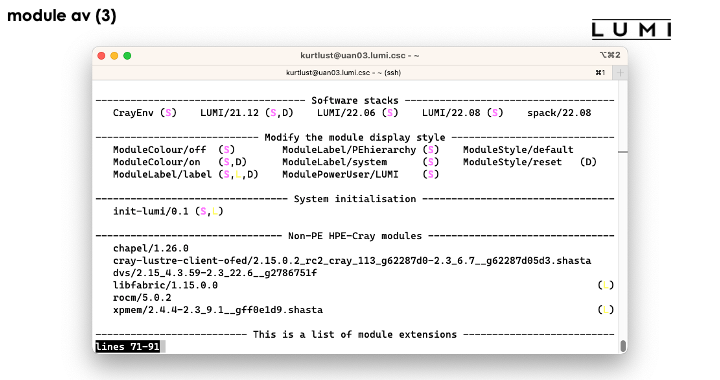 module av (3)
LUMI
kurtlust@uan03.lumi.csc - ~
⌥⌘2
kurtlust@uan03.lumi.csc - ~ (ssh)
⌘1 +
---------------------------------- Software stacks ----------------------------------
CrayEnv (S) LUMI/21.12 (S,D) LUMI/22.06 (S) LUMI/22.08 (S) spack/22.08
--------------------------- Modify the module display style ---------------------------
ModuleColour/off (S) ModuleLabel/PEhierarchy (S) ModuleStyle/default
ModuleColour/on (S,D) ModuleLabel/system (S) ModuleStyle/reset (D)
ModuleLabel/label (S,L,D) ModulePowerUser/LUMI (S)
-------------------------------- System initialisation --------------------------------
init-lumi/0.1 (S,L)
------------------------------- Non-PE HPE-Cray modules -------------------------------
chapel/1.26.0
cray-lustre-client-ofed/2.15.0.2_rc2_cray_113_g62287d0-2.3_6.7__g62287d05d3.shasta
dvs/2.15_4.3.59-2.3_22.6__g2786751f
libfabric/1.15.0.0 (L)
rocm/5.0.2
xpmem/2.4.4-2.3_9.1__gff0e1d9.shasta (L)
------------------------- This is a list of module extensions -------------------------
lines 71-91